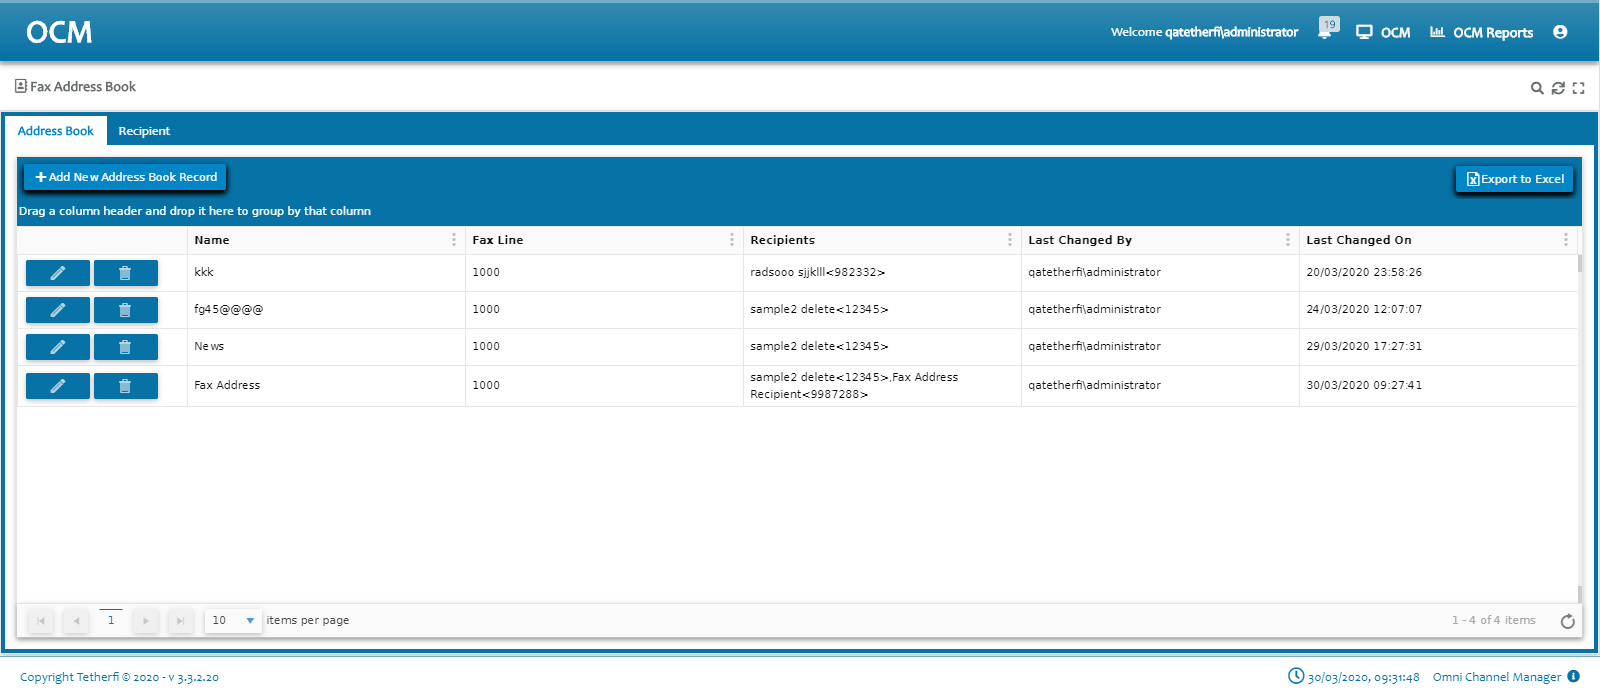 OCM
Welcome qatetherfi\administrator 19 OCM OCM Reports
Fax Address Book
Address Book Recipient
Add New Address Book Record Export to Excel
Drag a column header and drop it here to group by that column
Name Fax Line Recipients Last Changed By Last Changed On
kkk 1000 radsooo sjjklll<982332> qatetherfi\administrator 20/03/2020 23:58:26
fg45@@@@ 1000 sample2 delete<12345> qatetherfi\administrator 24/03/2020 12:07:07
News 1000 sample2 delete<12345> qatetherfi\administrator 29/03/2020 17:27:31
Fax Address 1000 sample2 delete<12345>,Fax Address qatetherfi\administrator 30/03/2020 09:27:41
Recipient<9987288>
1 10 items per page 1 - 4 of 4 items
Copyright Tetherfi © 2020 - v 3.3.2.20 30/03/2020, 09:31:48 Omni Channel Manager